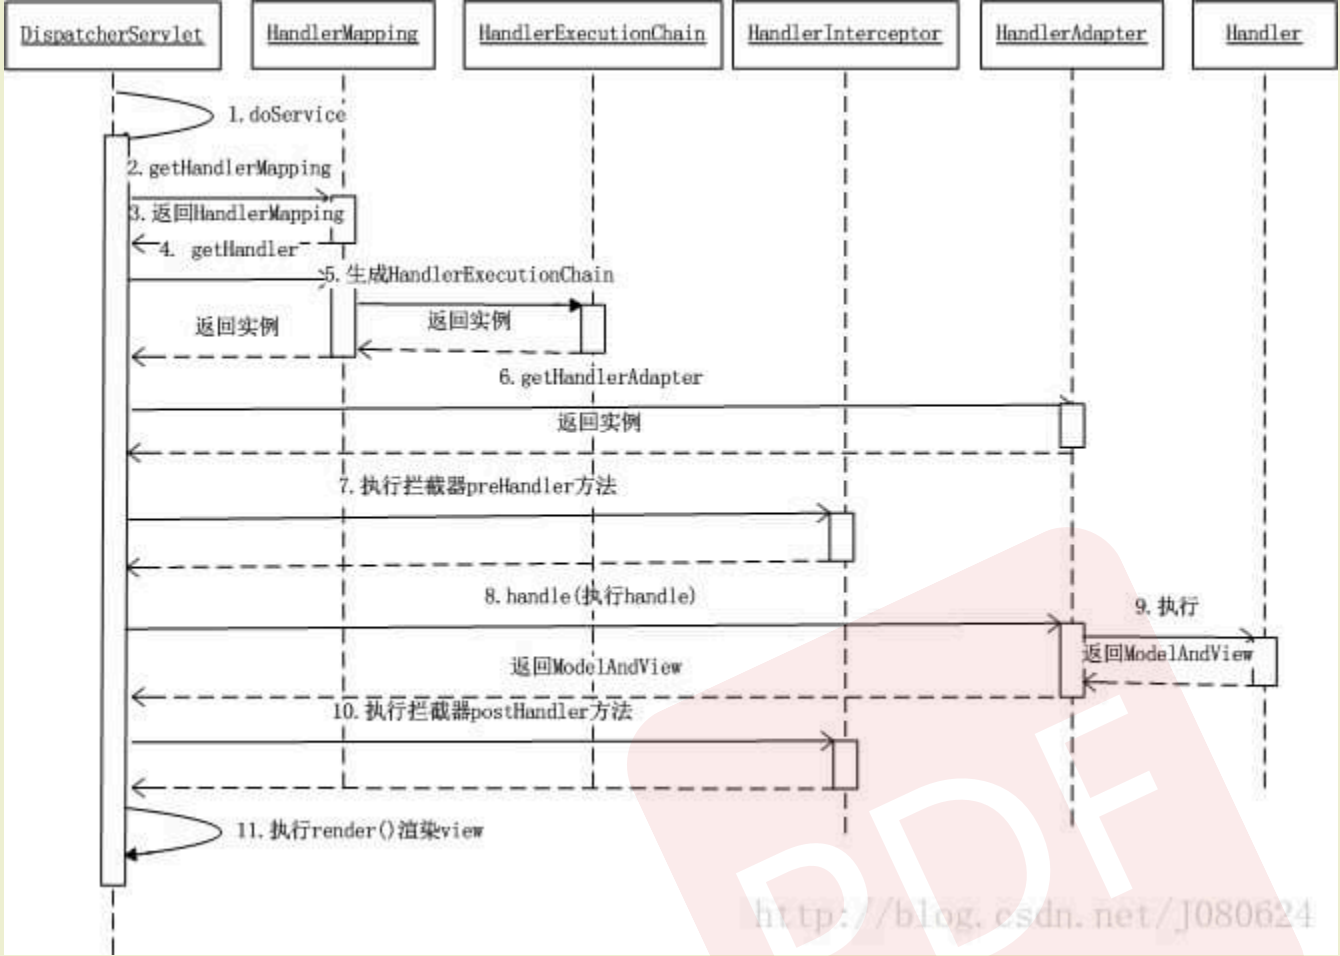 DispatcherServlet
HandlerMapping
HandlerExecutionChain
HandlerInterceptor
HandlerAdapter
Handler
1.doService
2.getHandlerMapping
3.返回HandlerMapping
4. getHandler
5.生成HandlerExecutionChain
返回实例
返回实例
6.getHandlerAdapter
返回实例
7.执行拦截器preHandler方法
8.handle(执行handle)
9.执行
返回ModelAndView
返回ModelAndView
10.执行拦截器postHandler方法
11.执行render()渲染view
PDF
http://blog.csdn.net/J080624